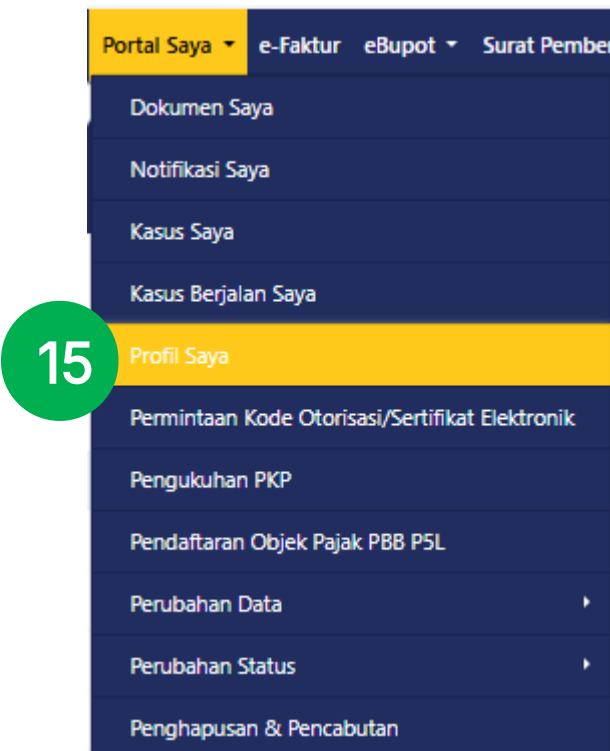 Portal Saya e-Faktur eBupot Surat Pember
Dokumen Saya
Notifikasi Saya
Kasus Saya
Kasus Berjalan Saya
15 Profil Saya
Permintaan Kode Otorisasi/Sertifikat Elektronik
Pengukuhan PKP
Pendaftaran Objek Pajak PBB P5L
Perubahan Data
Perubahan Status
Penghapusan & Pencabutan